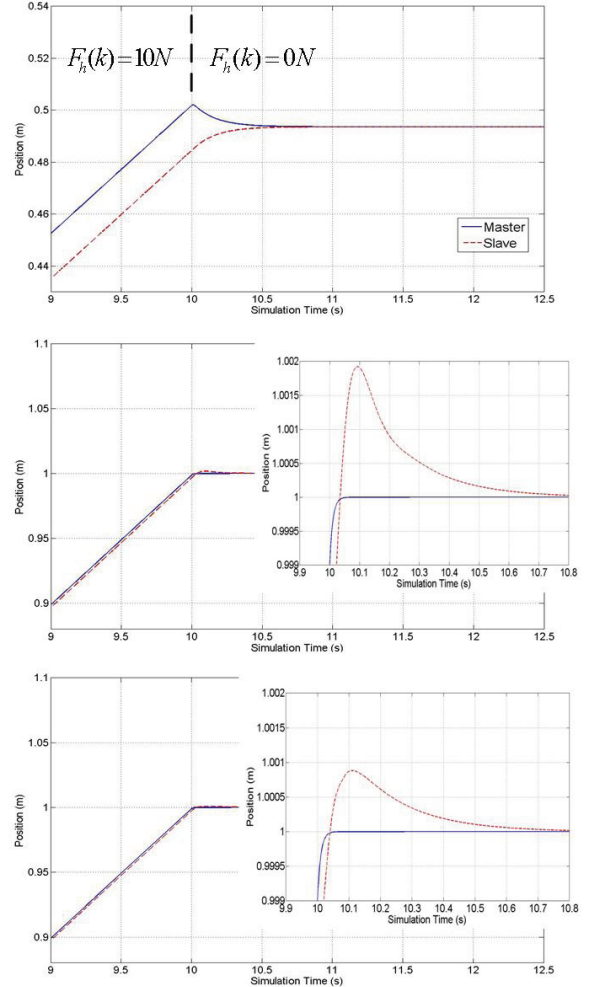 0.54
0.52
0.5
0.48
0.46
0.44
Position (m)
F_h(k)=10N F_h(k)=0N
Master
Slave
9 9.5 10 10.5 11 11.5 12 12.5
Simulation Time (s)
1.1
1.05
1
0.95
0.9
Position (m)
9 9.5 10 10.5 11 11.5 12 12.5
Simulation Time (s)
1.002
1.0015
1.001
1.0005
1
0.9995
0.999
Position (m)
9.9 10 10.1 10.2 10.3 10.4 10.5 10.6 10.7 10.8
Simulation Time (s)
1.1
1.05
1
0.95
0.9
Position (m)
9 9.5 10 10.5 11 11.5 12 12.5
Simulation Time (s)
1.002
1.0015
1.001
1.0005
1
0.9995
0.999
Position (m)
9.9 10 10.1 10.2 10.3 10.4 10.5 10.6 10.7 10.8
Simulation Time (s)